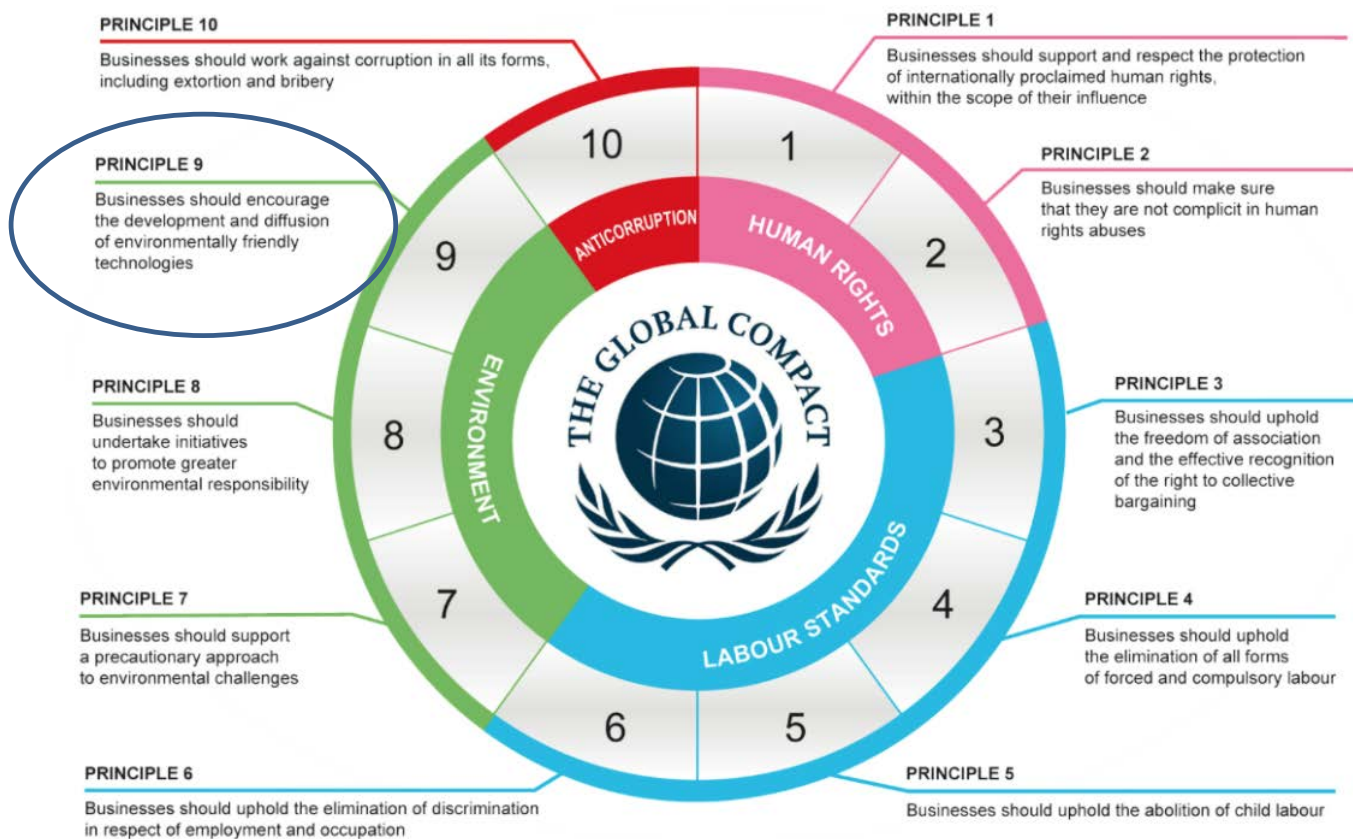 PRINCIPLE 10
Businesses should work against corruption in all its forms,
including extortion and bribery
PRINCIPLE 1
Businesses should support and respect the protection
of internationally proclaimed human rights,
within the scope of their influence
PRINCIPLE 9
Businesses should encourage
the development and diffusion
of environmentally friendly
technologies
PRINCIPLE 2
Businesses should make sure
that they are not complicit in human
rights abuses
PRINCIPLE 8
Businesses should
undertake initiatives
to promote greater
environmental responsibility
PRINCIPLE 3
Businesses should uphold
the freedom of association
and the effective recognition
of the right to collective
bargaining
PRINCIPLE 7
Businesses should support
a precautionary approach
to environmental challenges
PRINCIPLE 4
Businesses should uphold
the elimination of all forms
of forced and compulsory labour
PRINCIPLE 6
Businesses should uphold the elimination of discrimination
in respect of employment and occupation
PRINCIPLE 5
Businesses should uphold the abolition of child labour
10
1
2
3
4
5
6
7
8
9
ANTICORRUPTION
HUMAN RIGHTS
LABOUR STANDARDS
ENVIRONMENT
THE GLOBAL COMPACT